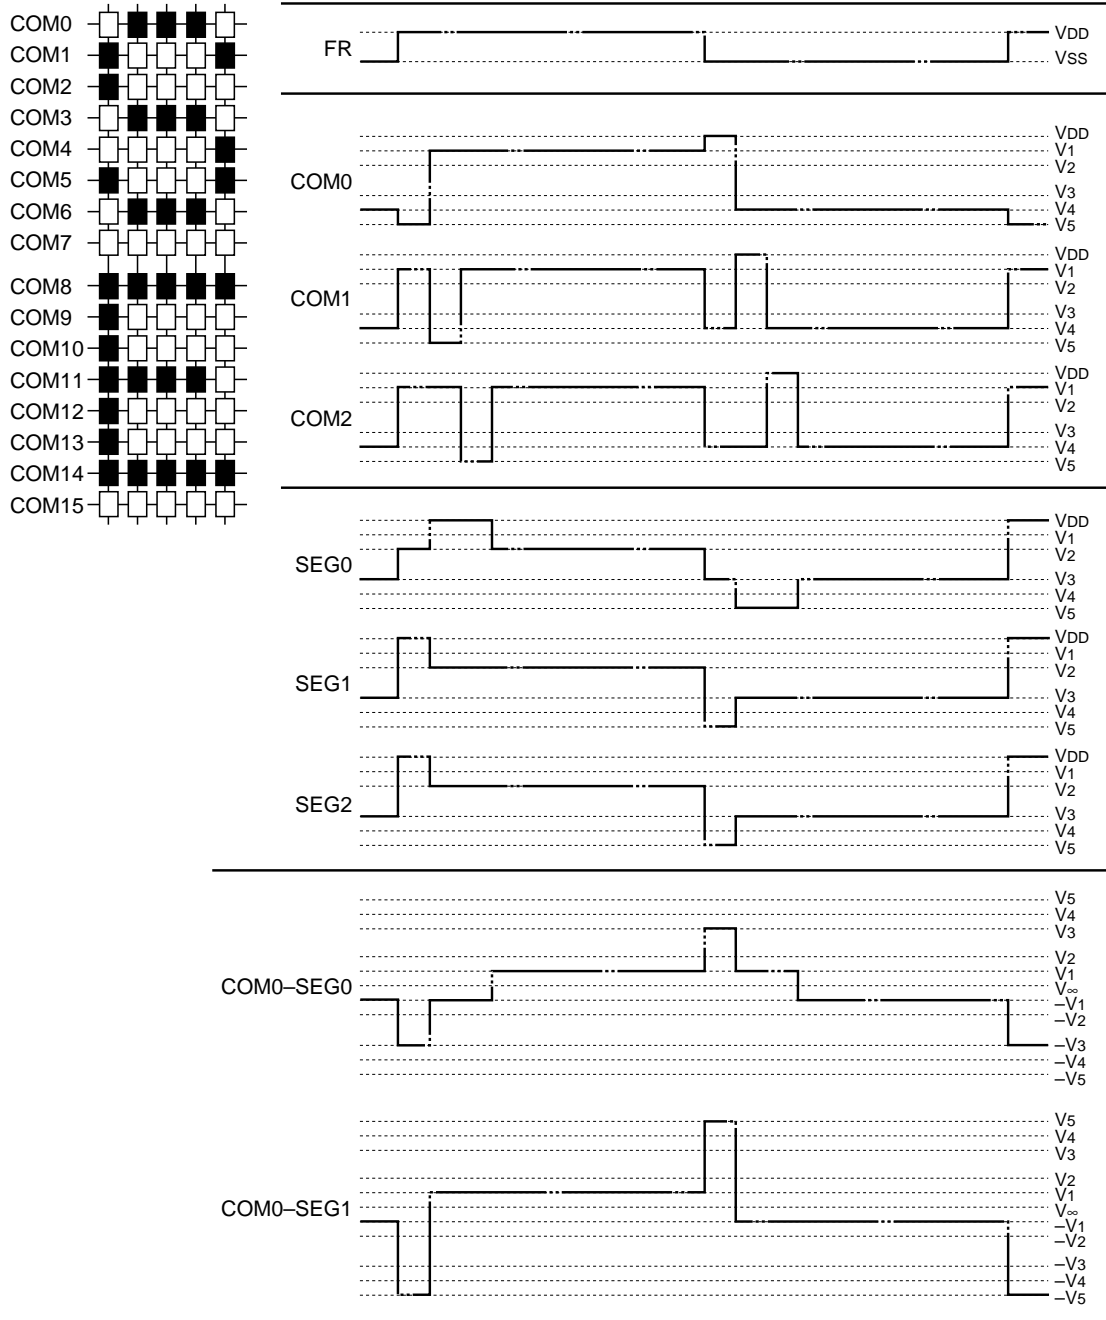 COM0
COM1
COM2
COM3
COM4
COM5
COM6
COM7
COM8
COM9
COM10
COM11
COM12
COM13
COM14
COM15
FR
VDD
VSS
COM0
VDD
V1
V2
V3
V4
V5
COM1
VDD
V1
V2
V3
V4
V5
COM2
VDD
V1
V2
V3
V4
V5
SEG0
VDD
V1
V2
V3
V4
V5
SEG1
VDD
V1
V2
V3
V4
V5
SEG2
VDD
V1
V2
V3
V4
V5
COM0–SEG0
V5
V4
V3
V2
V1
V∞
–V1
–V2
–V3
–V4
–V5
COM0–SEG1
V5
V4
V3
V2
V1
V∞
–V1
–V2
–V3
–V4
–V5